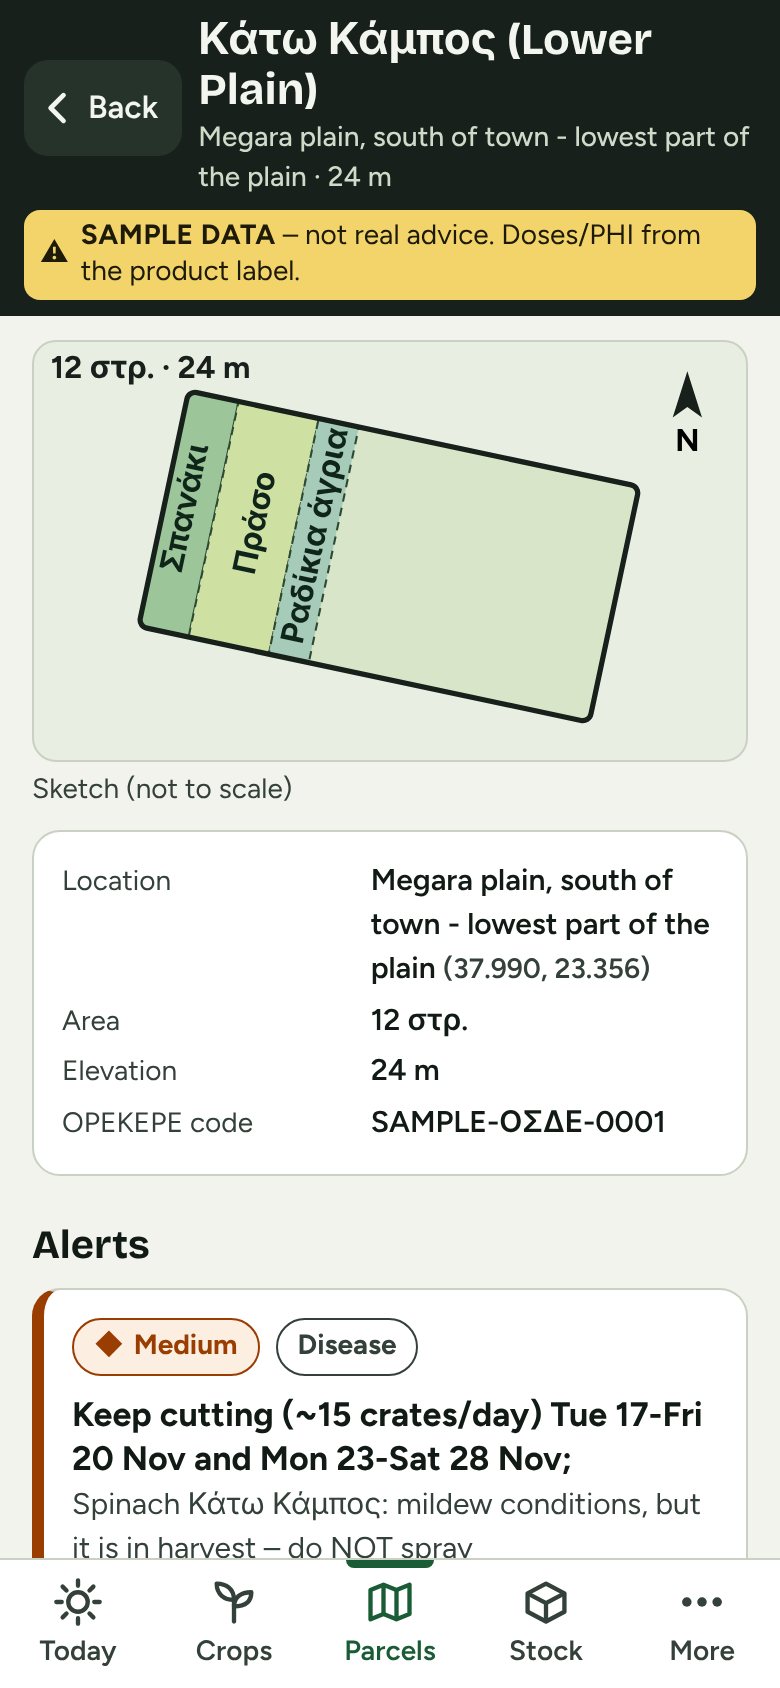 Back
Κάτω Κάμπος (Lower
Plain)
Megara plain, south of town - lowest part of
the plain · 24 m
SAMPLE DATA – not real advice. Doses/PHI from
the product label.
12 στρ. · 24 m
N
Σπανάκι
Πράσο
Ραδίκια άγρια
Sketch (not to scale)
Location
Megara plain, south of
town - lowest part of the
plain (37.990, 23.356)
Area
12 στρ.
Elevation
24 m
OPEKEPE code
SAMPLE-ΟΣΔΕ-0001
Alerts
Medium
Disease
Keep cutting (~15 crates/day) Tue 17-Fri
20 Nov and Mon 23-Sat 28 Nov;
Spinach Κάτω Κάμπος: mildew conditions, but
it is in harvest – do NOT spray
Today
Crops
Parcels
Stock
More